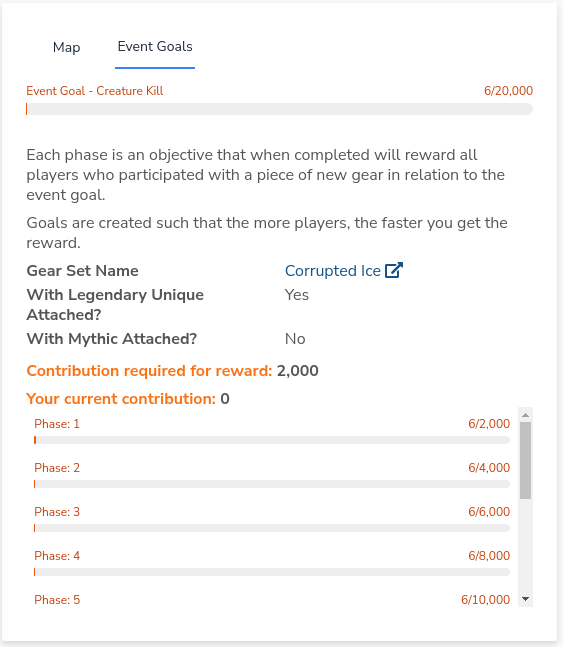 Map Event Goals
Event Goal - Creature Kill 6/20,000
Each phase is an objective that when completed will reward all
players who participated with a piece of new gear in relation to the
event goal.
Goals are created such that the more players, the faster you get the
reward.
Gear Set Name Corrupted Ice
With Legendary Unique Yes
Attached?
With Mythic Attached? No
Contribution required for reward: 2,000
Your current contribution: 0
Phase: 1 6/2,000
Phase: 2 6/4,000
Phase: 3 6/6,000
Phase: 4 6/8,000
Phase: 5 6/10,000